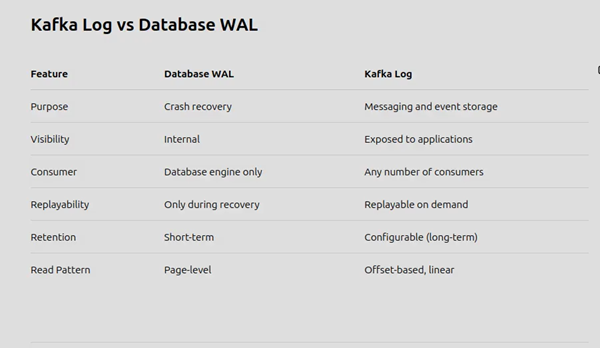 Kafka Log vs Database WAL
Feature Database WAL Kafka Log
Purpose Crash recovery Messaging and event storage
Visibility Internal Exposed to applications
Consumer Database engine only Any number of consumers
Replayability Only during recovery Replayable on demand
Retention Short-term Configurable (long-term)
Read Pattern Page-level Offset-based, linear